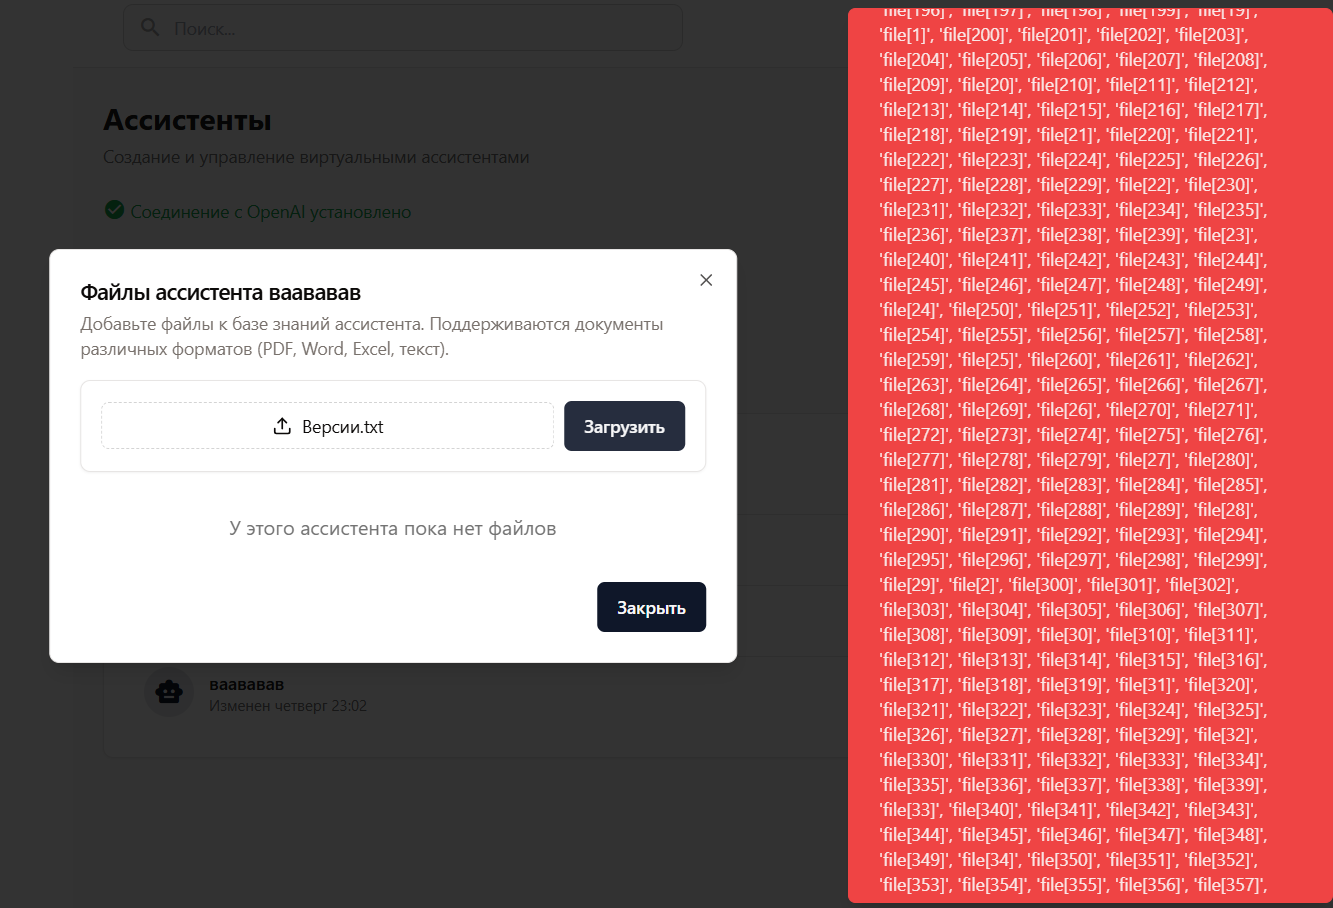 Поиск...
Ассистенты
Создание и управление виртуальными ассистентами
Соединение с OpenAI установлено
Файлы ассистента ваававав
Добавьте файлы к базе знаний ассистента. Поддерживаются документы
различных форматов (PDF, Word, Excel, текст).
Версии.txt
Загрузить
У этого ассистента пока нет файлов
Закрыть
ваававав
Изменен четверг 23:02
'file[196]', 'file[197]', 'file[198]', 'file[199]', 'file[19]',
'file[1]', 'file[200]', 'file[201]', 'file[202]', 'file[203]',
'file[204]', 'file[205]', 'file[206]', 'file[207]', 'file[208]',
'file[209]', 'file[20]', 'file[210]', 'file[211]', 'file[212]',
'file[213]', 'file[214]', 'file[215]', 'file[216]', 'file[217]',
'file[218]', 'file[219]', 'file[21]', 'file[220]', 'file[221]',
'file[222]', 'file[223]', 'file[224]', 'file[225]', 'file[226]',
'file[227]', 'file[228]', 'file[229]', 'file[22]', 'file[230]',
'file[231]', 'file[232]', 'file[233]', 'file[234]', 'file[235]',
'file[236]', 'file[237]', 'file[238]', 'file[239]', 'file[23]',
'file[240]', 'file[241]', 'file[242]', 'file[243]', 'file[244]',
'file[245]', 'file[246]', 'file[247]', 'file[248]', 'file[249]',
'file[24]', 'file[250]', 'file[251]', 'file[252]', 'file[253]',
'file[254]', 'file[255]', 'file[256]', 'file[257]', 'file[258]',
'file[259]', 'file[25]', 'file[260]', 'file[261]', 'file[262]',
'file[263]', 'file[264]', 'file[265]', 'file[266]', 'file[267]',
'file[268]', 'file[269]', 'file[26]', 'file[270]', 'file[271]',
'file[272]', 'file[273]', 'file[274]', 'file[275]', 'file[276]',
'file[277]', 'file[278]', 'file[279]', 'file[27]', 'file[280]',
'file[281]', 'file[282]', 'file[283]', 'file[284]', 'file[285]',
'file[286]', 'file[287]', 'file[288]', 'file[289]', 'file[28]',
'file[290]', 'file[291]', 'file[292]', 'file[293]', 'file[294]',
'file[295]', 'file[296]', 'file[297]', 'file[298]', 'file[299]',
'file[29]', 'file[2]', 'file[300]', 'file[301]', 'file[302]',
'file[303]', 'file[304]', 'file[305]', 'file[306]', 'file[307]',
'file[308]', 'file[309]', 'file[30]', 'file[310]', 'file[311]',
'file[312]', 'file[313]', 'file[314]', 'file[315]', 'file[316]',
'file[317]', 'file[318]', 'file[319]', 'file[31]', 'file[320]',
'file[321]', 'file[322]', 'file[323]', 'file[324]', 'file[325]',
'file[326]', 'file[327]', 'file[328]', 'file[329]', 'file[32]',
'file[330]', 'file[331]', 'file[332]', 'file[333]', 'file[334]',
'file[335]', 'file[336]', 'file[337]', 'file[338]', 'file[339]',
'file[33]', 'file[340]', 'file[341]', 'file[342]', 'file[343]',
'file[344]', 'file[345]', 'file[346]', 'file[347]', 'file[348]',
'file[349]', 'file[34]', 'file[350]', 'file[351]', 'file[352]',
'file[353]', 'file[354]', 'file[355]', 'file[356]', 'file[357]',